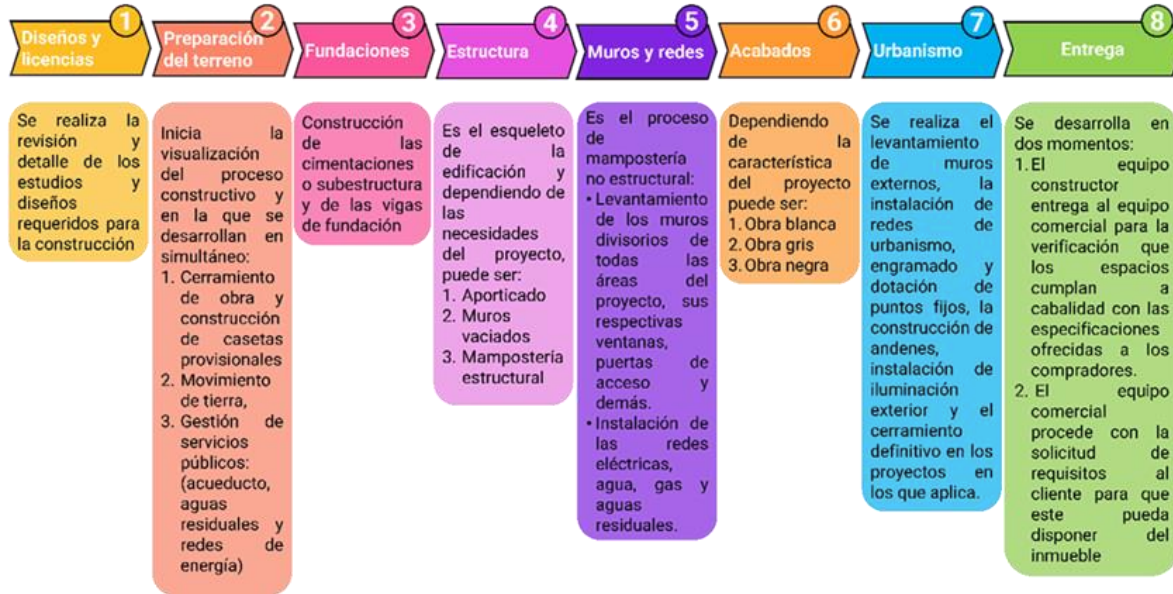 1
Diseños y
licencias
2
Preparación
del terreno
3
Fundaciones
4
Estructura
5
Muros y redes
6
Acabados
7
Urbanismo
8
Entrega
Se realiza la
revisión y
detalle de los
estudios y
diseños
requeridos para
la construcción
Inicia la
visualización
del proceso
constructivo y
en la que se
desarrollan en
simultáneo:
1. Cerramiento
de obra y
construcción
de casetas
provisionales
2. Movimiento
de tierra,
3. Gestión de
servicios
públicos:
(acueducto,
aguas
residuales y
redes de
energía)
Construcción
de las
cimentaciones
o subestructura
y de las vigas
de fundación
Es el esqueleto
de la
edificación y
dependiendo de
las
necesidades
del proyecto,
puede ser:
1. Aporticado
2. Muros
vaciados
3. Mampostería
estructural
Es el proceso
de
mampostería
no estructural:
• Levantamiento
de los muros
divisorios de
todas las
áreas del
proyecto, sus
respectivas
ventanas,
puertas de
acceso y
demás.
• Instalación de
las redes
eléctricas,
agua, gas y
aguas
residuales.
Dependiendo
de la
característica
del proyecto
puede ser:
1. Obra blanca
2. Obra gris
3. Obra negra
Se realiza el
levantamiento
de muros
externos, la
instalación de
redes de
urbanismo,
engramado y
dotación de
puntos fijos, la
construcción de
andenes,
instalación de
iluminación
exterior y el
cerramiento
definitivo en los
proyectos en
los que aplica.
Se desarrolla en
dos momentos:
1. El equipo
constructor
entrega al equipo
comercial para la
verificación que
los espacios
cumplan a
cabalidad con las
especificaciones
ofrecidas a los
compradores.
2. El equipo
comercial
procede con la
solicitud de
requisitos al
cliente para que
este pueda
disponer del
inmueble